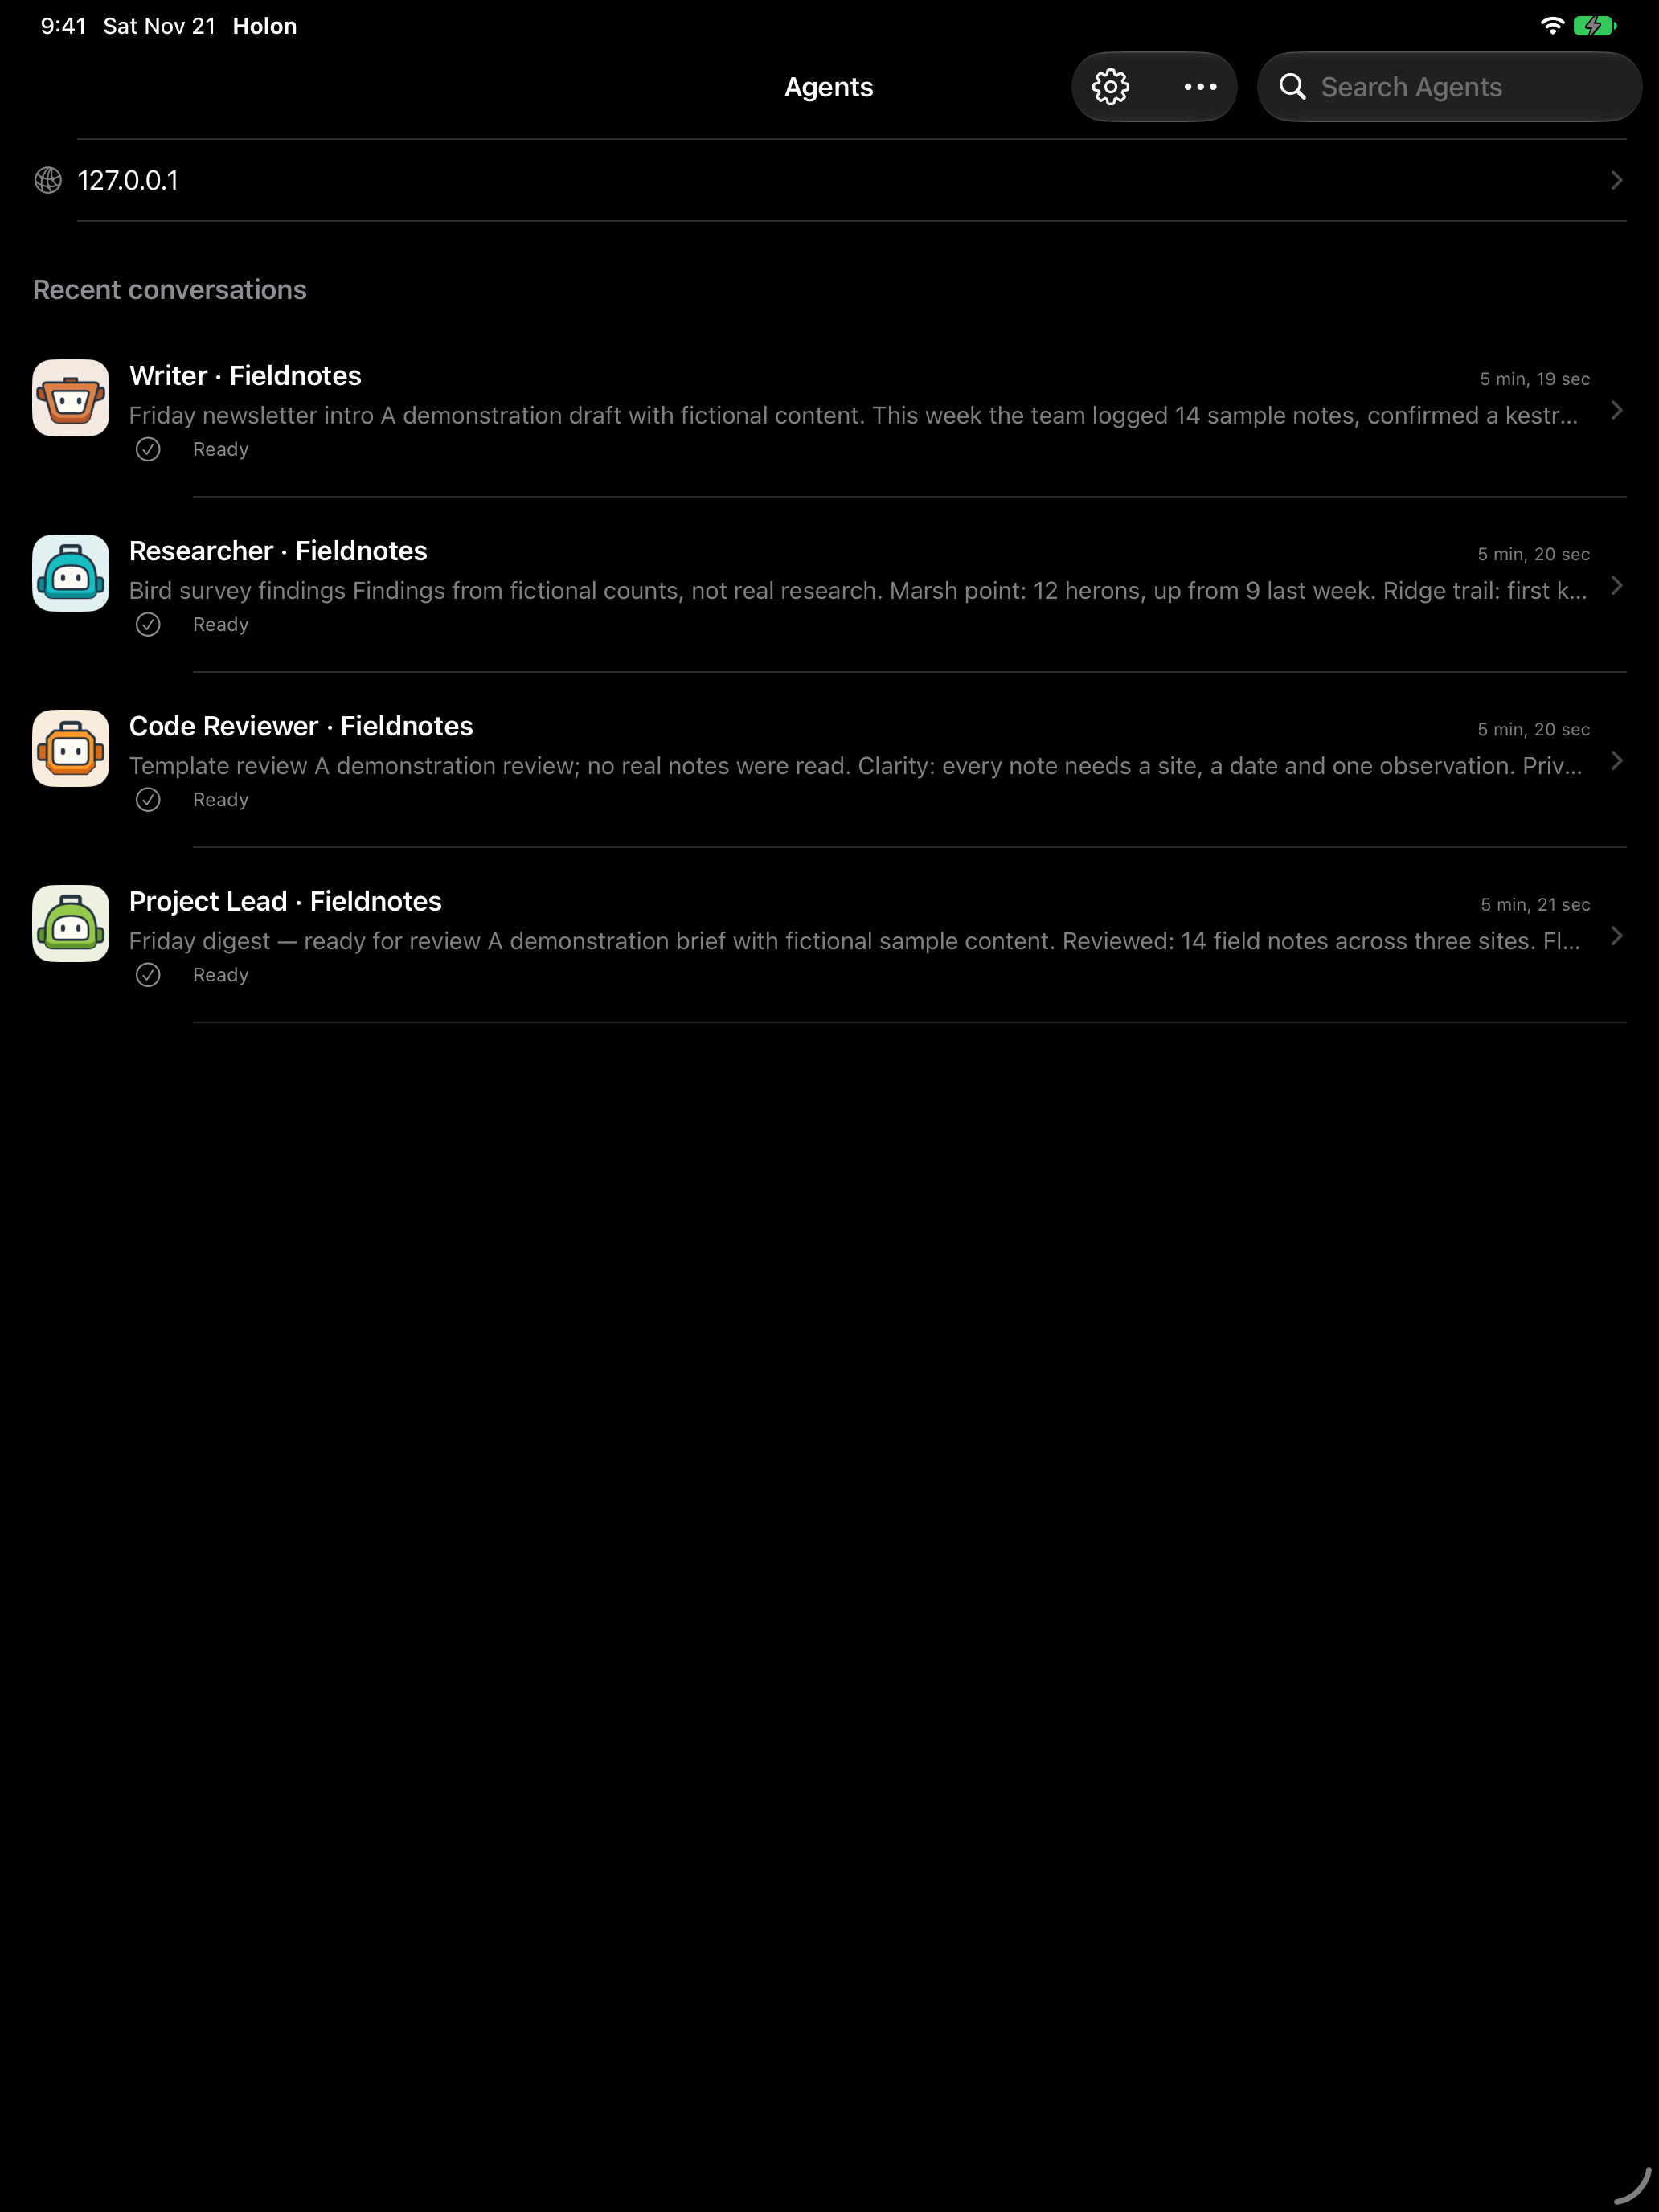 9:41 Sat Nov 21 Holon
Agents
Search Agents
127.0.0.1
Recent conversations
Writer · Fieldnotes
5 min, 19 sec
Friday newsletter intro A demonstration draft with fictional content. This week the team logged 14 sample notes, confirmed a kestr...
Ready
Researcher · Fieldnotes
5 min, 20 sec
Bird survey findings Findings from fictional counts, not real research. Marsh point: 12 herons, up from 9 last week. Ridge trail: first k...
Ready
Code Reviewer · Fieldnotes
5 min, 20 sec
Template review A demonstration review; no real notes were read. Clarity: every note needs a site, a date and one observation. Priv...
Ready
Project Lead · Fieldnotes
5 min, 21 sec
Friday digest — ready for review A demonstration brief with fictional sample content. Reviewed: 14 field notes across three sites. Fl...
Ready